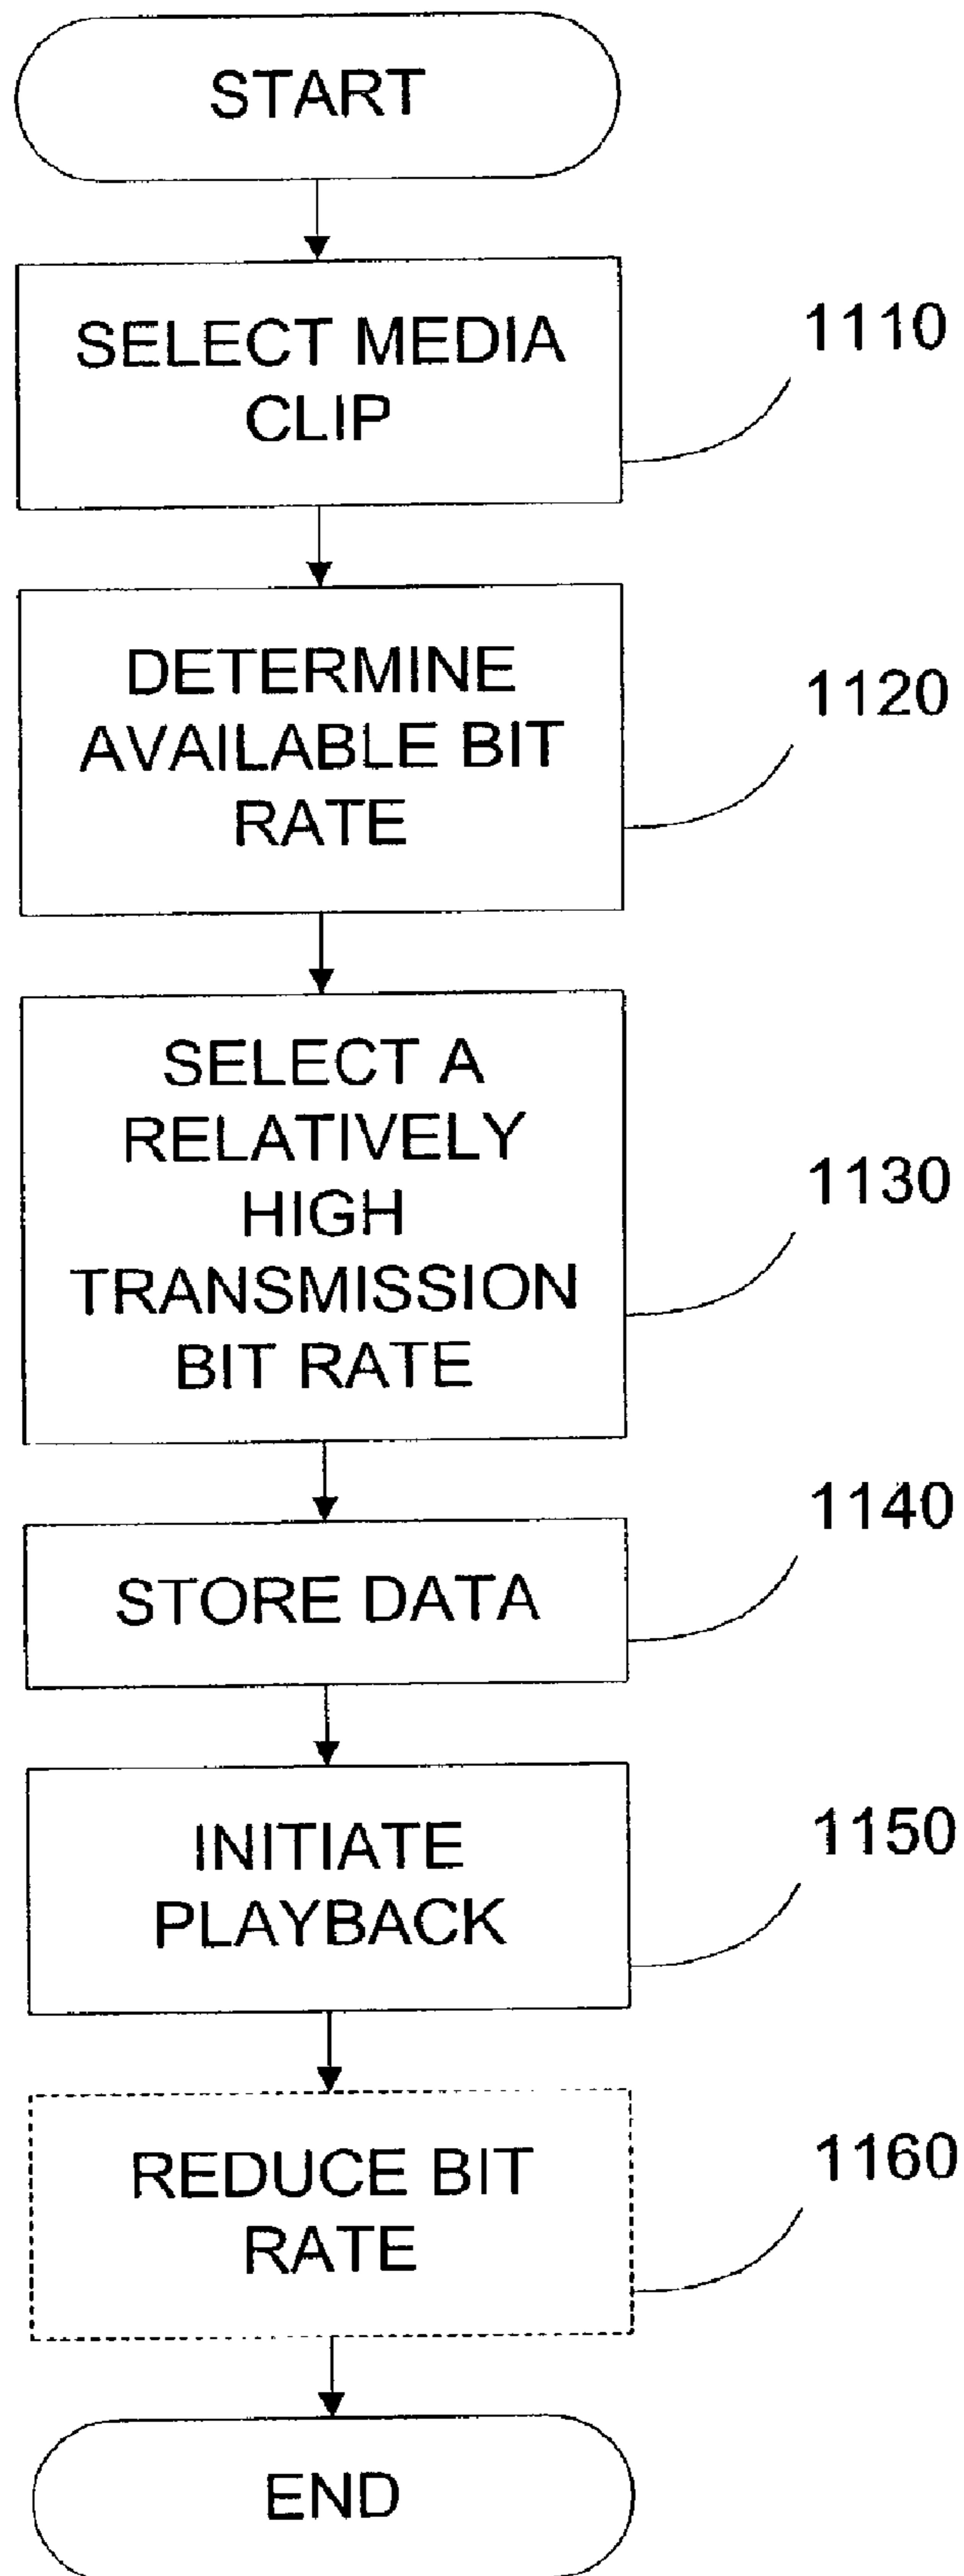 START
SELECT MEDIA
CLIP
1110
DETERMINE
AVAILABLE BIT
RATE
1120
SELECT A
RELATIVELY
HIGH
TRANSMISSION
BIT RATE
1130
STORE DATA
1140
INITIATE
PLAYBACK
1150
REDUCE BIT
RATE
1160
END